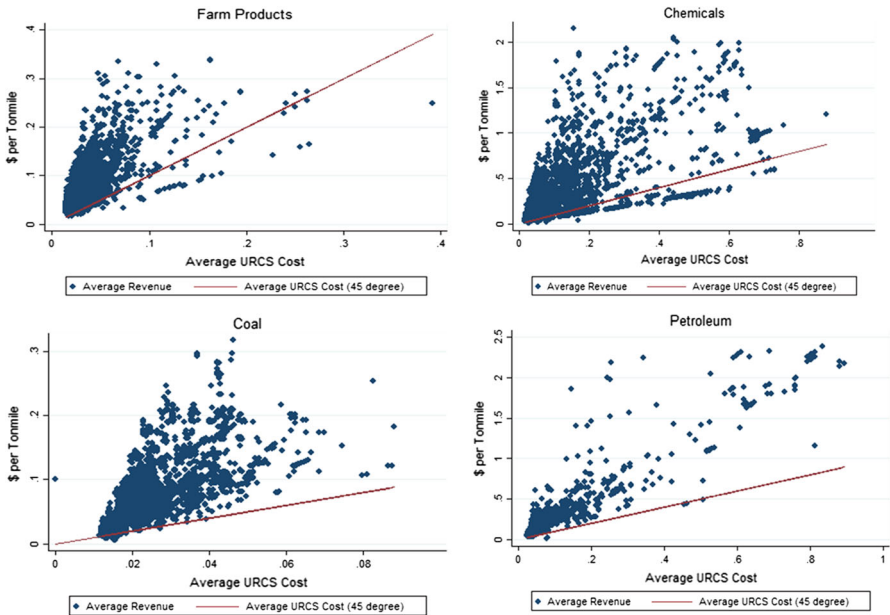 Farm Products
$ per Tonmile
.4
.3
.2
.1
0
0
.1
.2
.3
.4
Average URCS Cost
Average Revenue
Average URCS Cost (45 degree)
Chemicals
$ per Tonmile
2
1.5
1
.5
0
0
.2
.4
.6
.8
Average URCS Cost
Average Revenue
Average URCS Cost (45 degree)
Coal
$ per Tonmile
.3
.2
.1
0
0
.02
.04
.06
.08
Average URCS Cost
Average Revenue
Average URCS Cost (45 degree)
Petroleum
$ per Tonmile
2.5
2
1.5
1
.5
0
0
.2
.4
.6
.8
1
Average URCS Cost
Average Revenue
Average URCS Cost (45 degree)